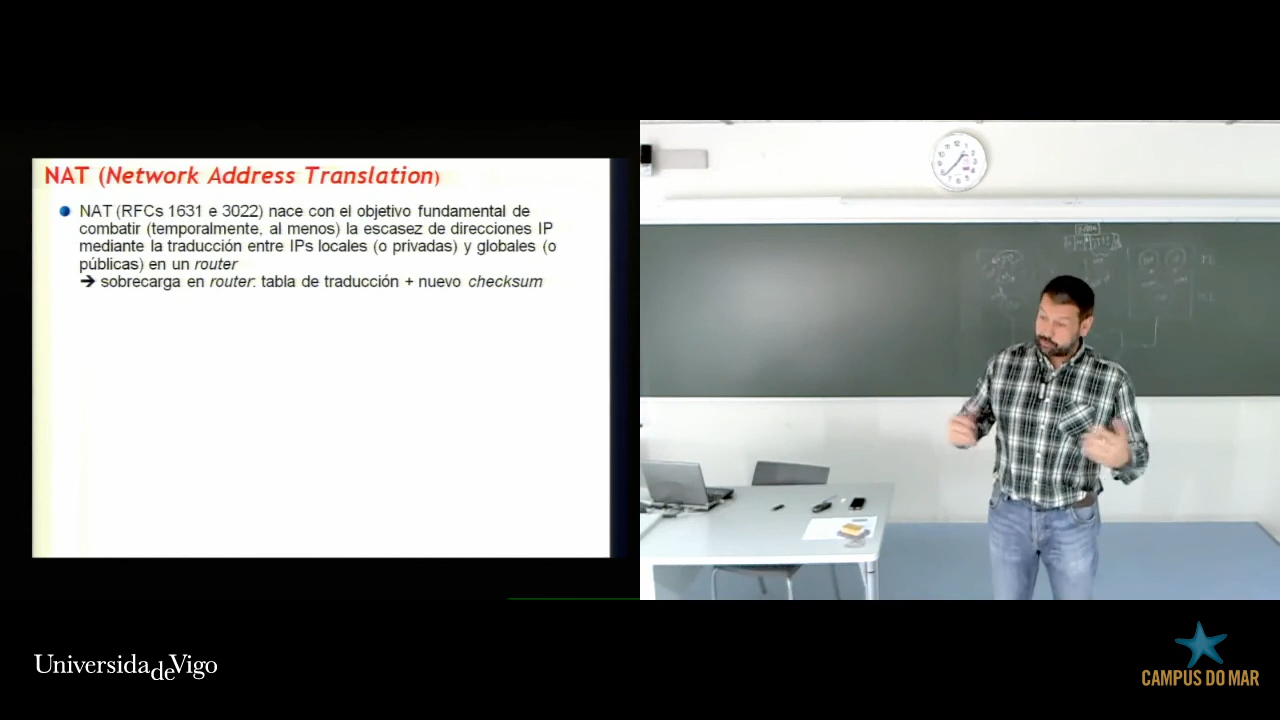 NAT (Network Address Translation)
NAT (RFCs 1631 e 3022) nace con el objetivo fundamental de
combatir (temporalmente, al menos) la escasez de direcciones IP
mediante la traducción entre IPs locales (o privadas) y globales (o
públicas) en un router
➔ sobrecarga en router: tabla de traducción + nuevo checksum
Universidade de Vigo
CAMPUS DO MAR